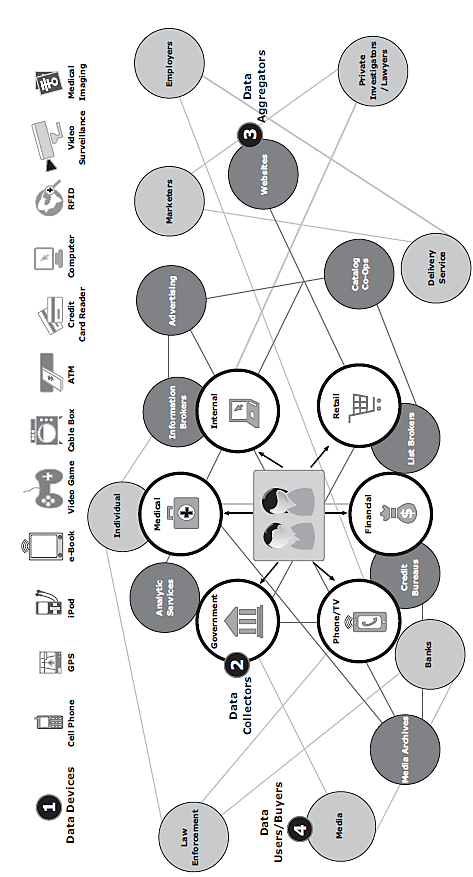 1
Data Devices
Cell Phone
GPS
iPod
e-Book
Video Game
Cable Box
ATM
Credit
Card Reader
Computer
RFID
Video
Surveillance
Medical
Imaging
Law
Enforcement
Analytic
Services
Individual
Medical
Information
Brokers
Advertising
Marketers
Employers
2
Data
Collectors
Government
Internal
Websites
3
Data
Aggregators
4
Data
Users/Buyers
Media
Phone/TV
Financial
$
Retail
Catalog
Co-Ops
Private
Investigators
/ Lawyers
Media Archives
Banks
Credit
Bureaus
List Brokers
Delivery
Service